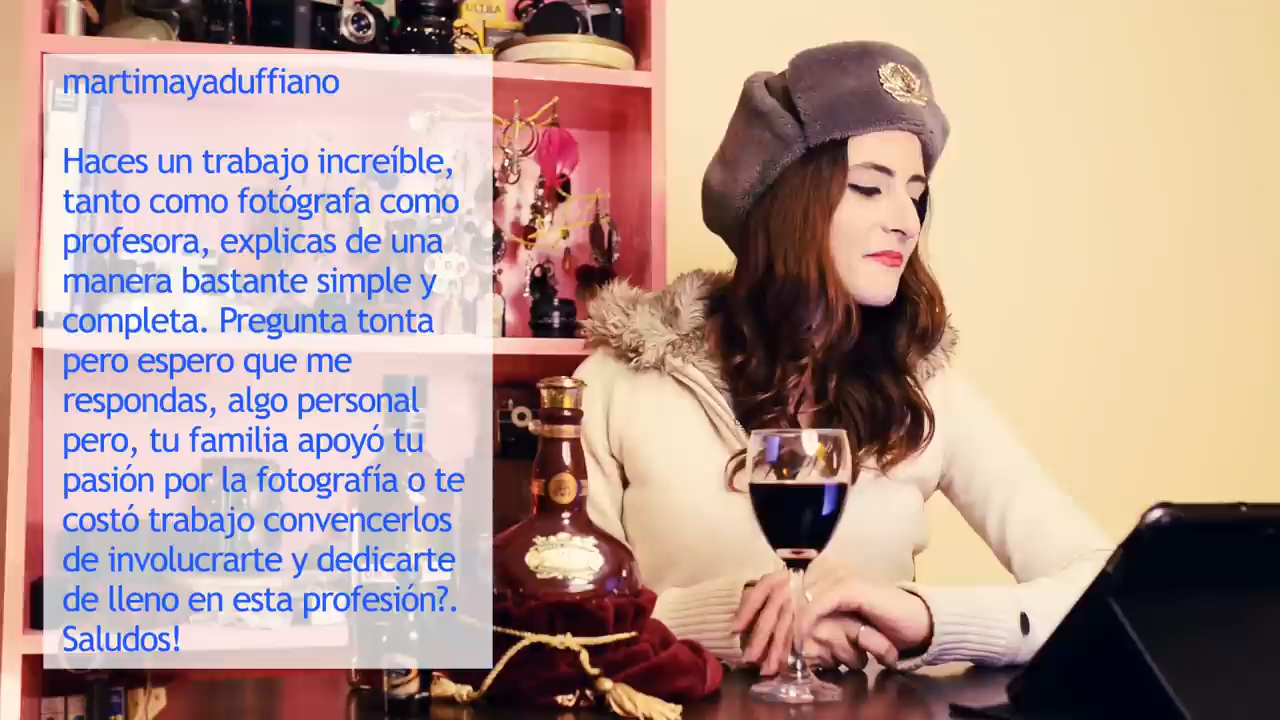 martimayaduffiano
Haces un trabajo increíble,
tanto como fotógrafa como
profesora, explicas de una
manera bastante simple y
completa. Pregunta tonta
pero espero que me
respondas, algo personal
pero, tu familia apoyó tu
pasión por la fotografía o te
costó trabajo convencerlos
de involucrarte y dedicarte
de lleno en esta profesión?.
Saludos!
ULTRA